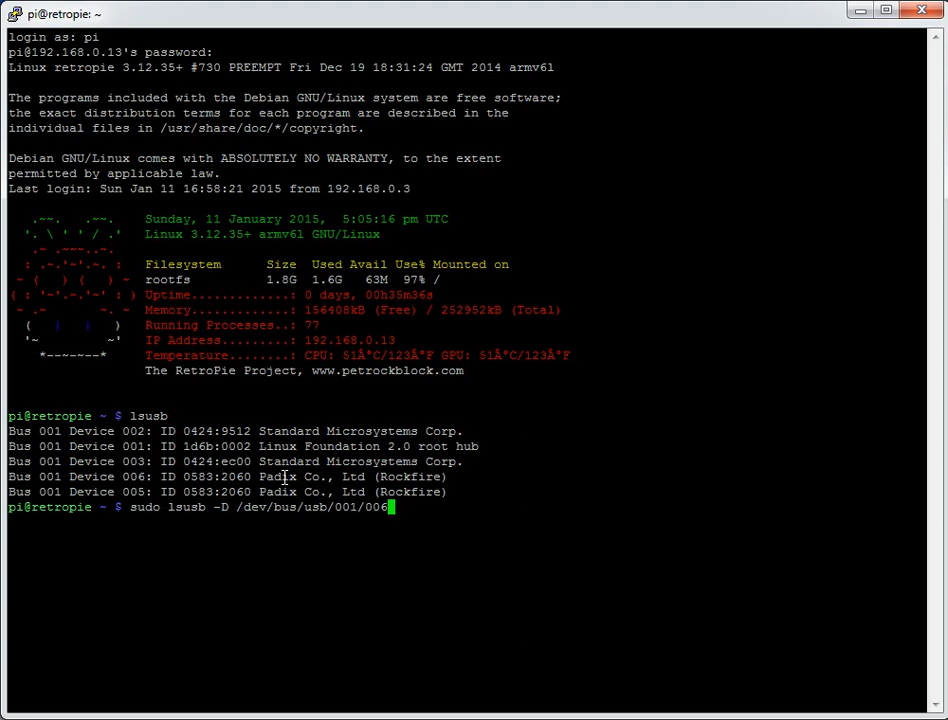 pi@retropie: ~
login as: pi
pi@192.168.0.13's password:
Linux retropie 3.12.35+ #730 PREEMPT Fri Dec 19 18:31:24 GMT 2014 armv6l
The programs included with the Debian GNU/Linux system are free software;
the exact distribution terms for each program are described in the
individual files in /usr/share/doc/*/copyright.
Debian GNU/Linux comes with ABSOLUTELY NO WARRANTY, to the extent
permitted by applicable law.
Last login: Sun Jan 11 16:58:21 2015 from 192.168.0.3
   .~~.   .~~.    Sunday, 11 January 2015,  5:05:16 pm UTC
  '. \ ' ' / .'   Linux 3.12.35+ armv6l GNU/Linux
   .~ .~~~..~.
  : .~.'~'.~. :   Filesystem      Size  Used Avail Use% Mounted on
 ~ (   ) (   ) ~  rootfs          1.8G  1.6G   63M  97% /
( : '~'.~.'~' : ) Uptime.............: 0 days, 00h35m36s
 ~ .~       ~. ~  Memory.............: 156408kB (Free) / 252952kB (Total)
  (   |   |   )   Running Processes..: 77
  '~         ~'   IP Address.........: 192.168.0.13
    *--~--~--*    Temperature........: CPU: 51Â°C/123Â°F GPU: 51Â°C/123Â°F
                  The RetroPie Project, www.petrockblock.com
pi@retropie ~ $ lsusb
Bus 001 Device 002: ID 0424:9512 Standard Microsystems Corp.
Bus 001 Device 001: ID 1d6b:0002 Linux Foundation 2.0 root hub
Bus 001 Device 003: ID 0424:ec00 Standard Microsystems Corp.
Bus 001 Device 006: ID 0583:2060 Padix Co., Ltd (Rockfire)
Bus 001 Device 005: ID 0583:2060 Padix Co., Ltd (Rockfire)
pi@retropie ~ $ sudo lsusb -D /dev/bus/usb/001/006